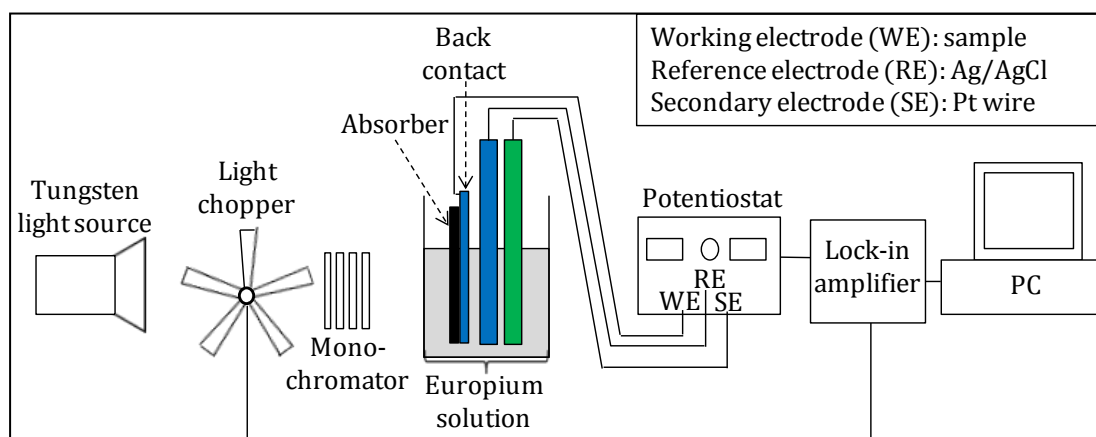 Working electrode (WE): sample
Reference electrode (RE): Ag/AgCl
Secondary electrode (SE): Pt wire
Back
contact
Absorber
Tungsten
light source
Light
chopper
Mono-
chromator
Europium
solution
Potentiostat
RE
WE SE
Lock-in
amplifier
PC